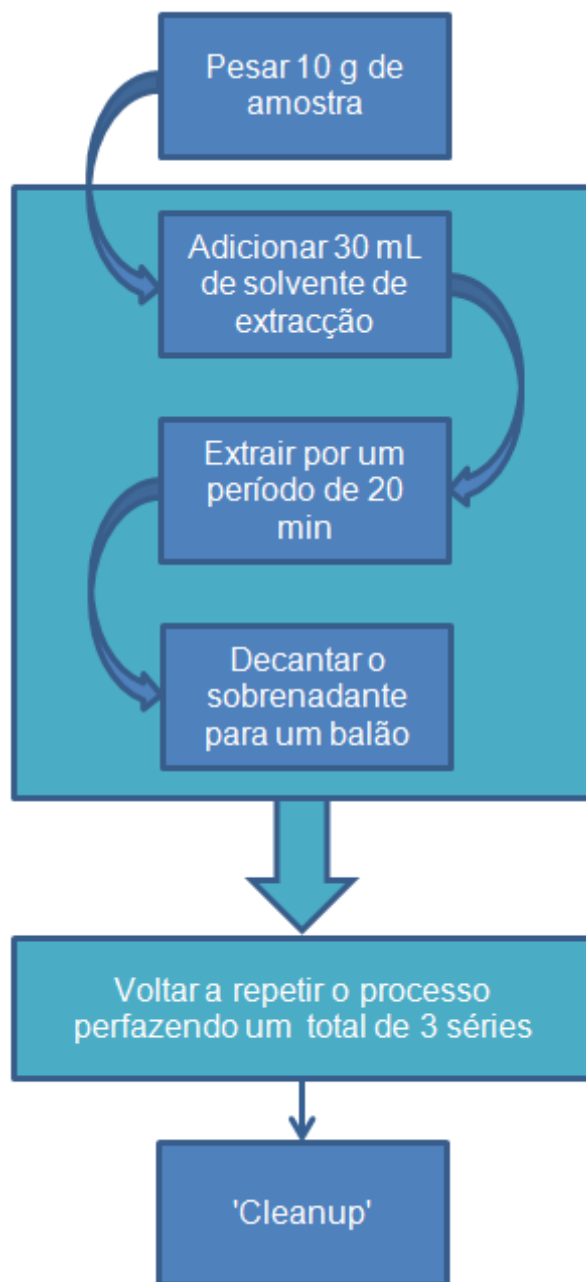 Pesar 10 g de
amostra
Adicionar 30 mL
de solvente de
extracção
Extrair por um
período de 20
min
Decantar o
sobrenadante
para um balão
Voltar a repetir o processo
perfazendo um total de 3 séries
'Cleanup'